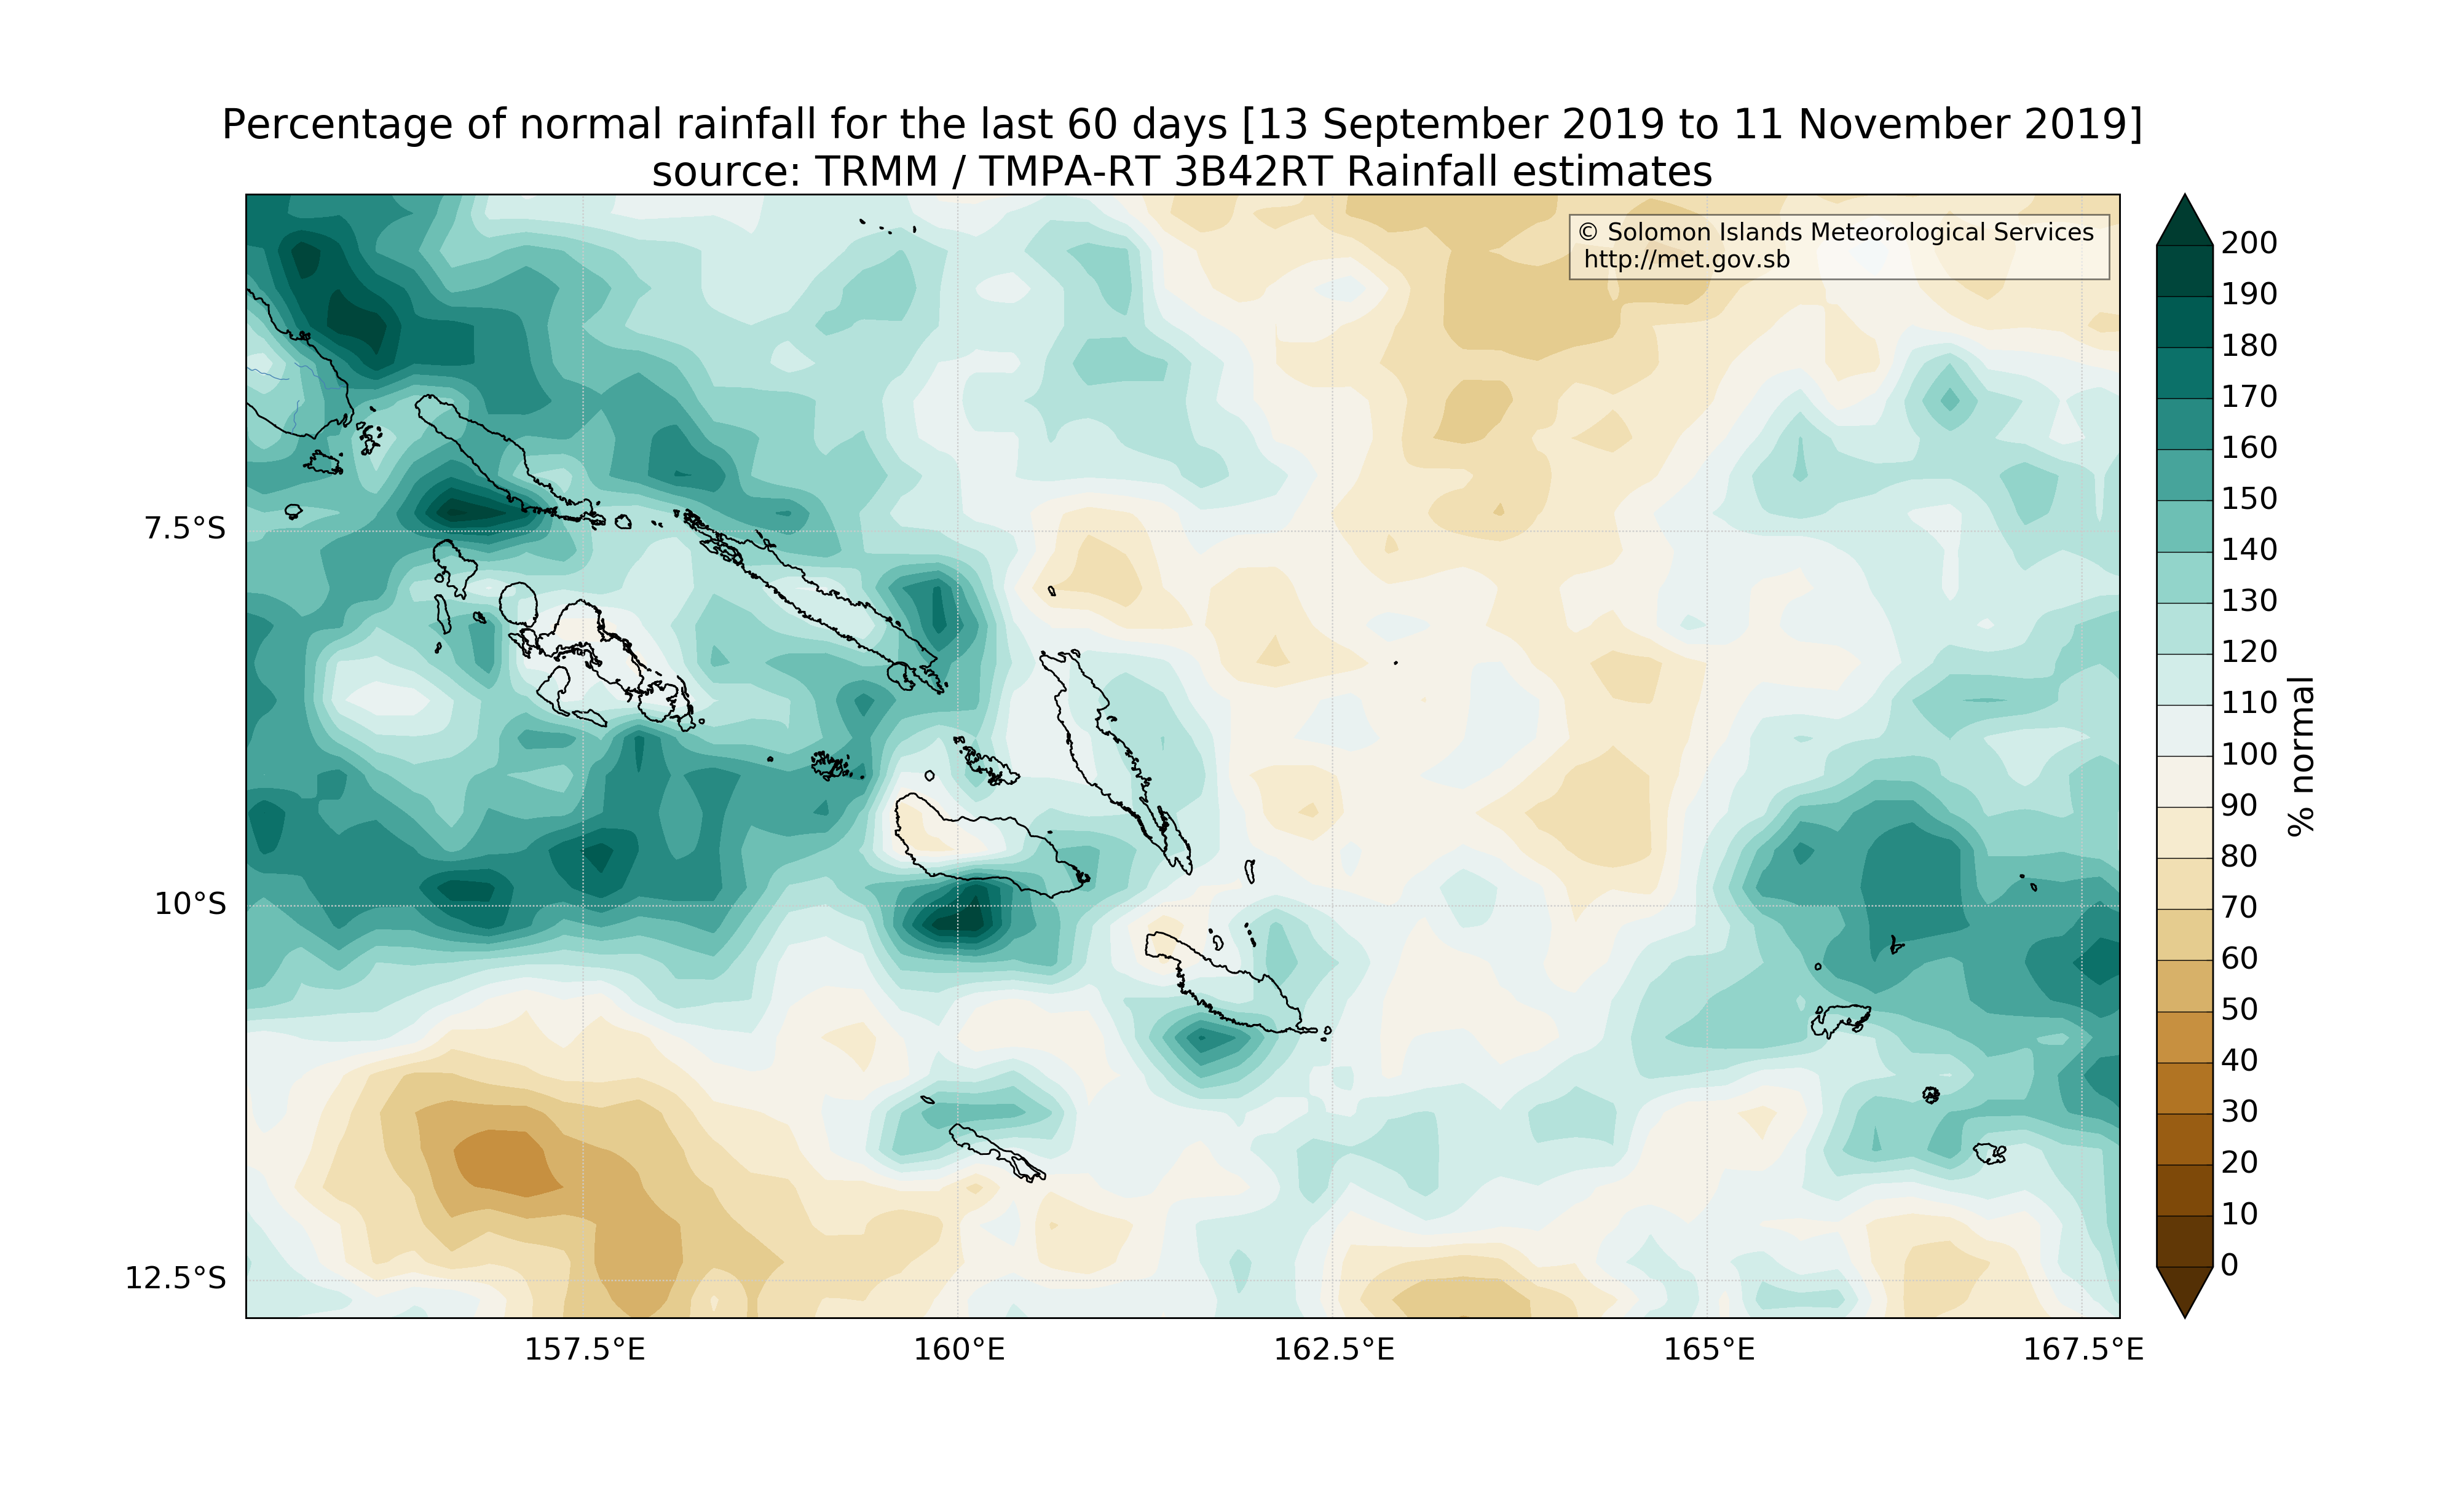 Percentage of normal rainfall for the last 60 days [13 September 2019 to 11 November 2019]
source: TRMM / TMPA-RT 3B42RT Rainfall estimates
© Solomon Islands Meteorological Services
http://met.gov.sb
7.5°S
10°S
12.5°S
157.5°E
160°E
162.5°E
165°E
167.5°E
200
190
180
170
160
150
140
130
120
110
100
90
80
70
60
50
40
30
20
10
0
% normal